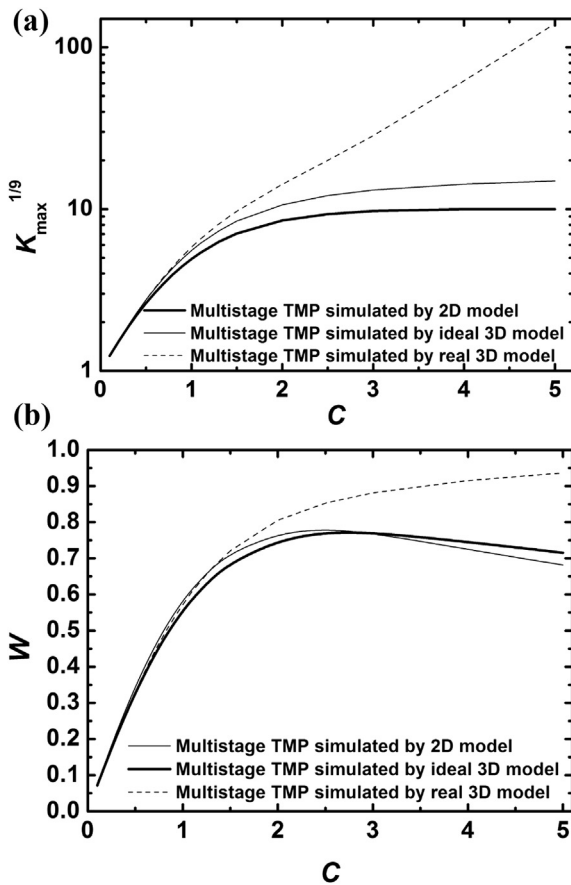 (a)
100
10
1
K max 1/9
Multistage TMP simulated by 2D model
Multistage TMP simulated by ideal 3D model
Multistage TMP simulated by real 3D model
0 1 2 3 4 5
C
(b)
1.0
0.9
0.8
0.7
0.6
0.5
0.4
0.3
0.2
0.1
0.0
W
Multistage TMP simulated by 2D model
Multistage TMP simulated by ideal 3D model
Multistage TMP simulated by real 3D model
0 1 2 3 4 5
C